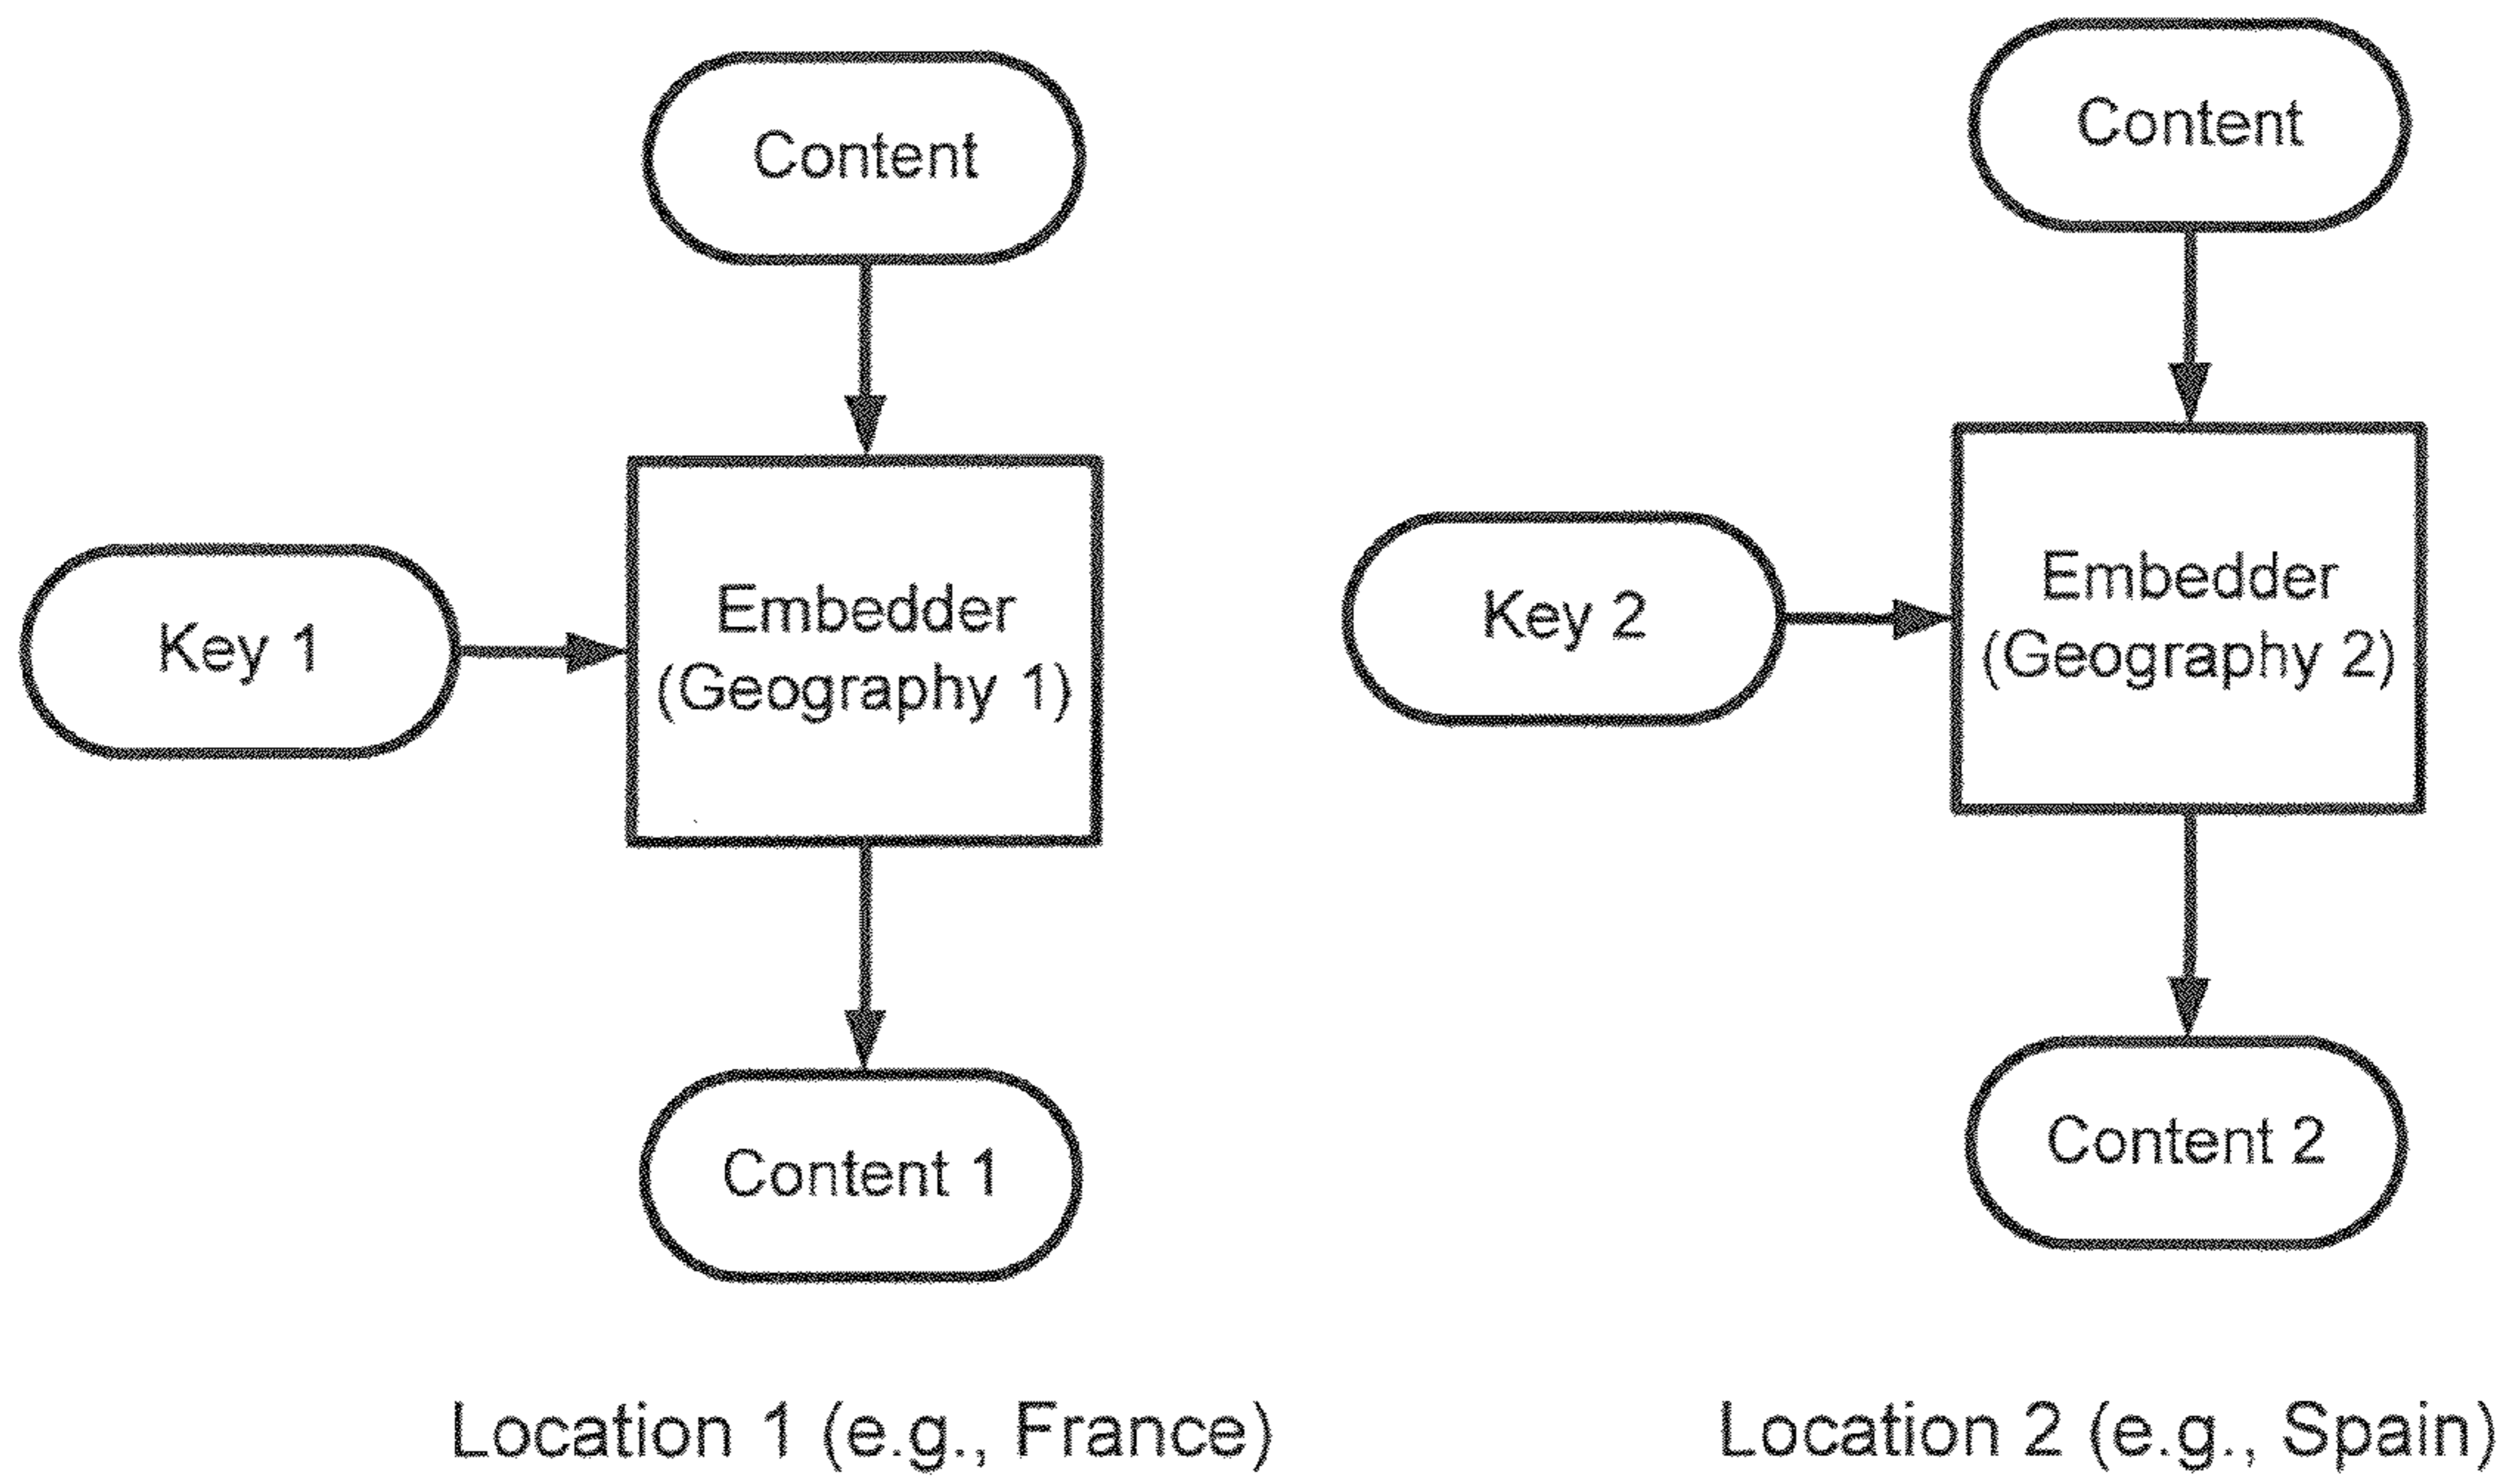 Content
Key 1
Embedder
(Geography 1)
Content 1
Location 1 (e.g., France)
Content
Key 2
Embedder
(Geography 2)
Content 2
Location 2 (e.g., Spain)